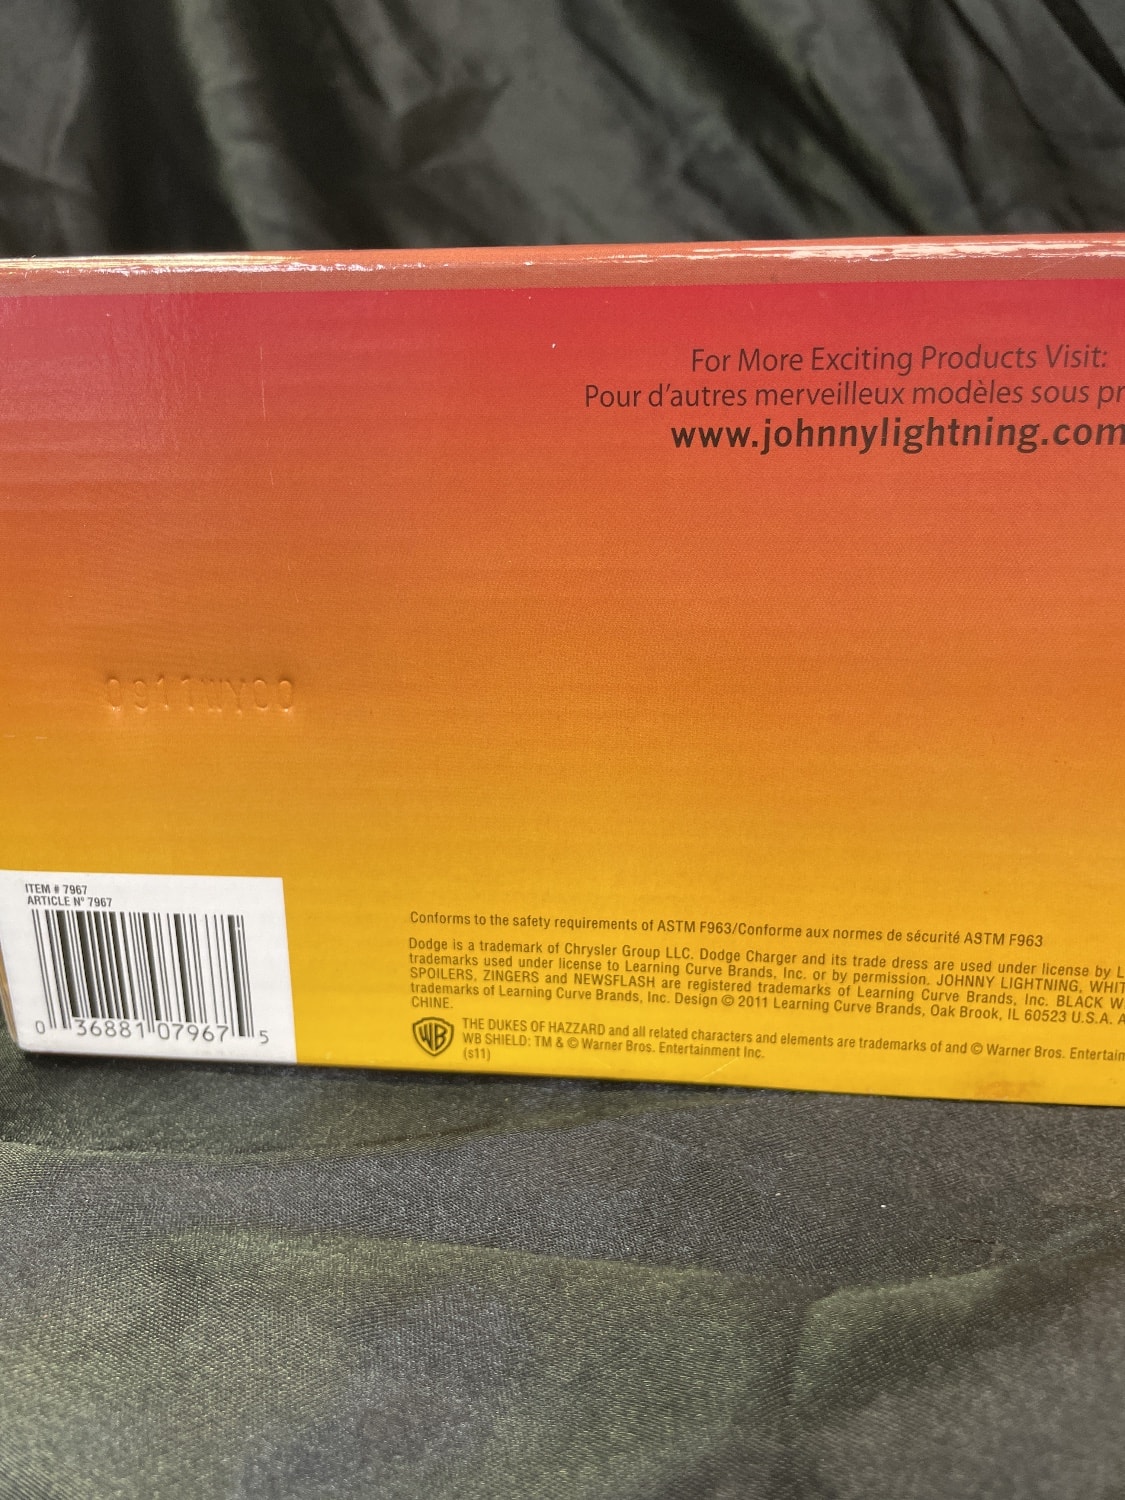 For More Exciting Products Visit:
Pour d'autres merveilleux modèles sous pr
www.johnnylightning.com
ITEM # 7967
ARTICLE N° 7967
0 36881 07967 5
Conforms to the safety requirements of ASTM F963/Conforme aux normes de sécurité ASTM F963
Dodge is a trademark of Chrysler Group LLC. Dodge Charger and its trade dress are used under license by L
trademarks used under license to Learning Curve Brands, Inc. or by permission. JOHNNY LIGHTNING, WHIT
SPOILERS, ZINGERS and NEWSFLASH are registered trademarks of Learning Curve Brands, Inc. BLACK W
trademarks of Learning Curve Brands, Inc. Design © 2011 Learning Curve Brands, Oak Brook, IL 60523 U.S.A. A
CHINE.
WB
THE DUKES OF HAZZARD and all related characters and elements are trademarks of and © Warner Bros. Entertain
WB SHIELD: TM & © Warner Bros. Entertainment Inc.
(s11)